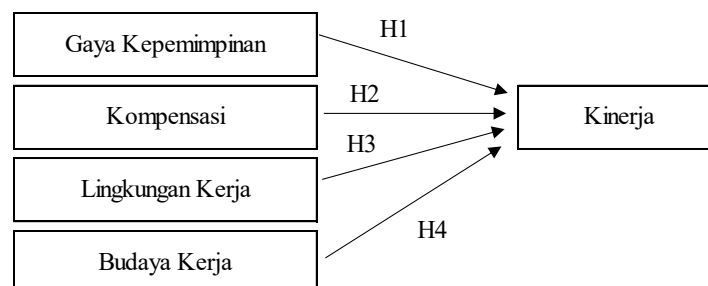 Gaya Kepemimpinan
H1
Kompensasi
H2
Kinerja
H3
Lingkungan Kerja
H4
Budaya Kerja